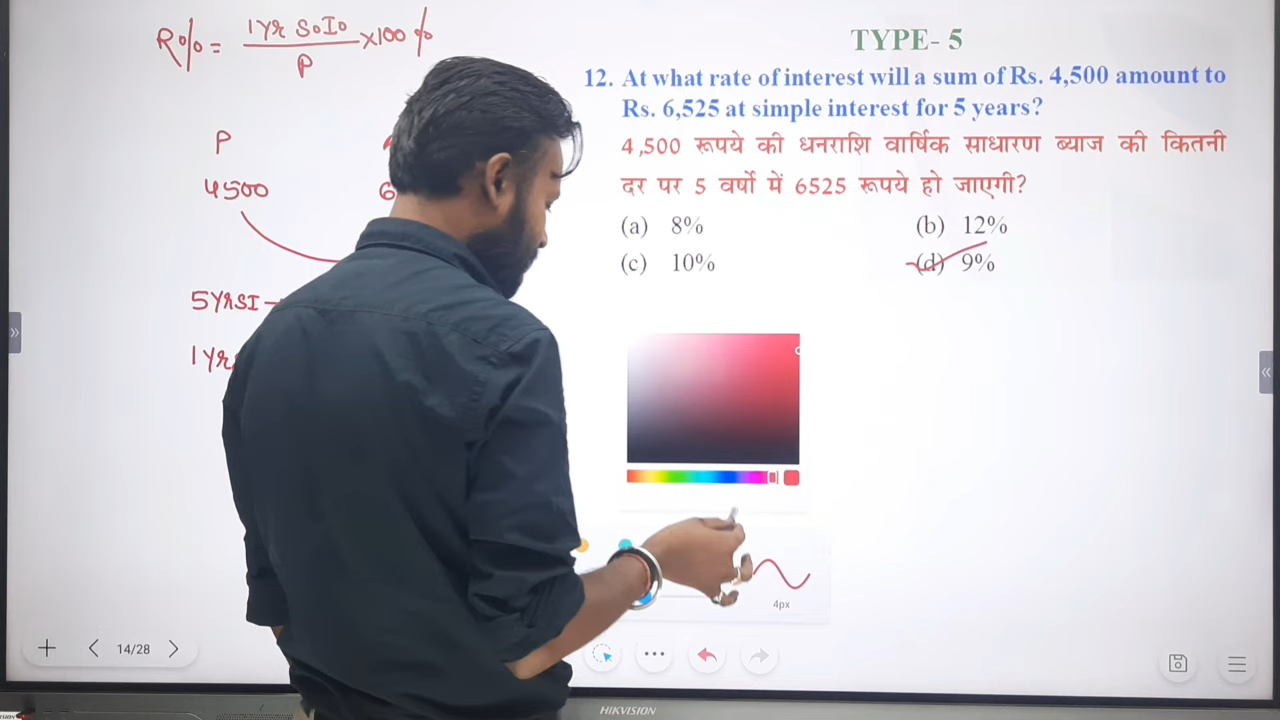 R% = 1Yr SoIo / P ×100 %
TYPE- 5
12. At what rate of interest will a sum of Rs. 4,500 amount to
Rs. 6,525 at simple interest for 5 years?
4,500 रूपये की धनराशि वार्षिक साधारण ब्याज की कितनी
दर पर 5 वर्षों में 6525 रूपये हो जाएगी?
(a) 8% (b) 12%
(c) 10% (d) 9%
P
4500 6
5YrSI
1Yr
4px
14/28
HIKVISION